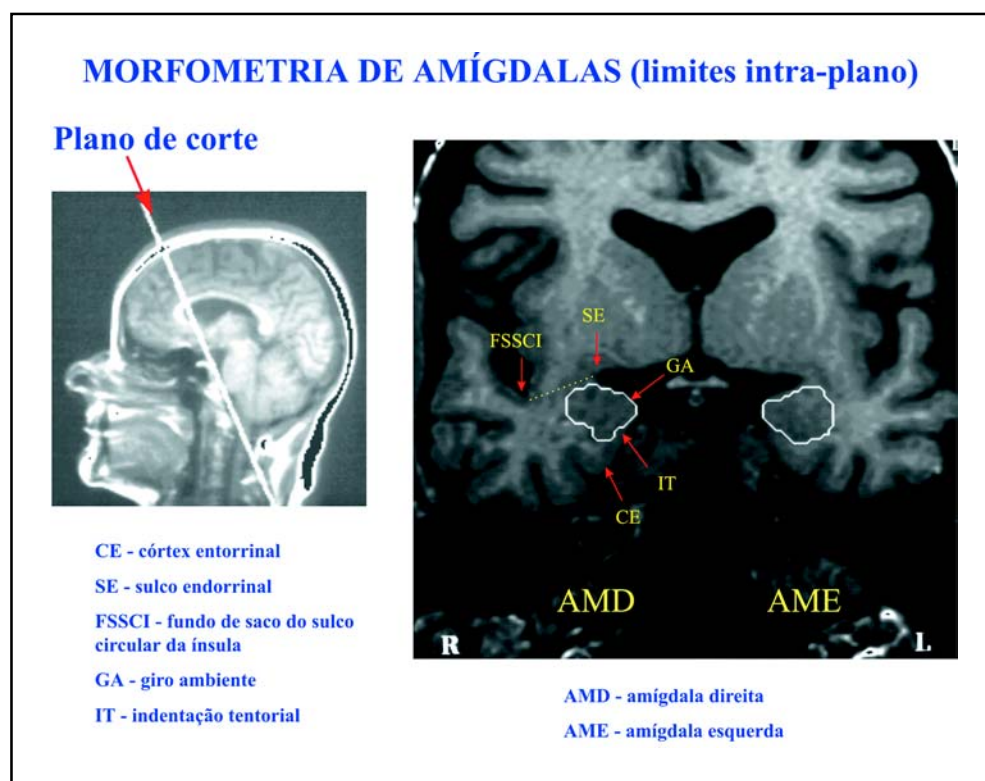 MORFOMETRIA DE AMÍGDALAS (limites intra-plano)
Plano de corte
CE - córtex entorrinal
SE - sulco endorrinal
FSSCI - fundo de saco do sulco
circular da ínsula
GA - giro ambiente
IT - indentação tentorial
SE
FSSCI
GA
IT
CE
AMD
AME
R
L
AMD - amígdala direita
AME - amígdala esquerda